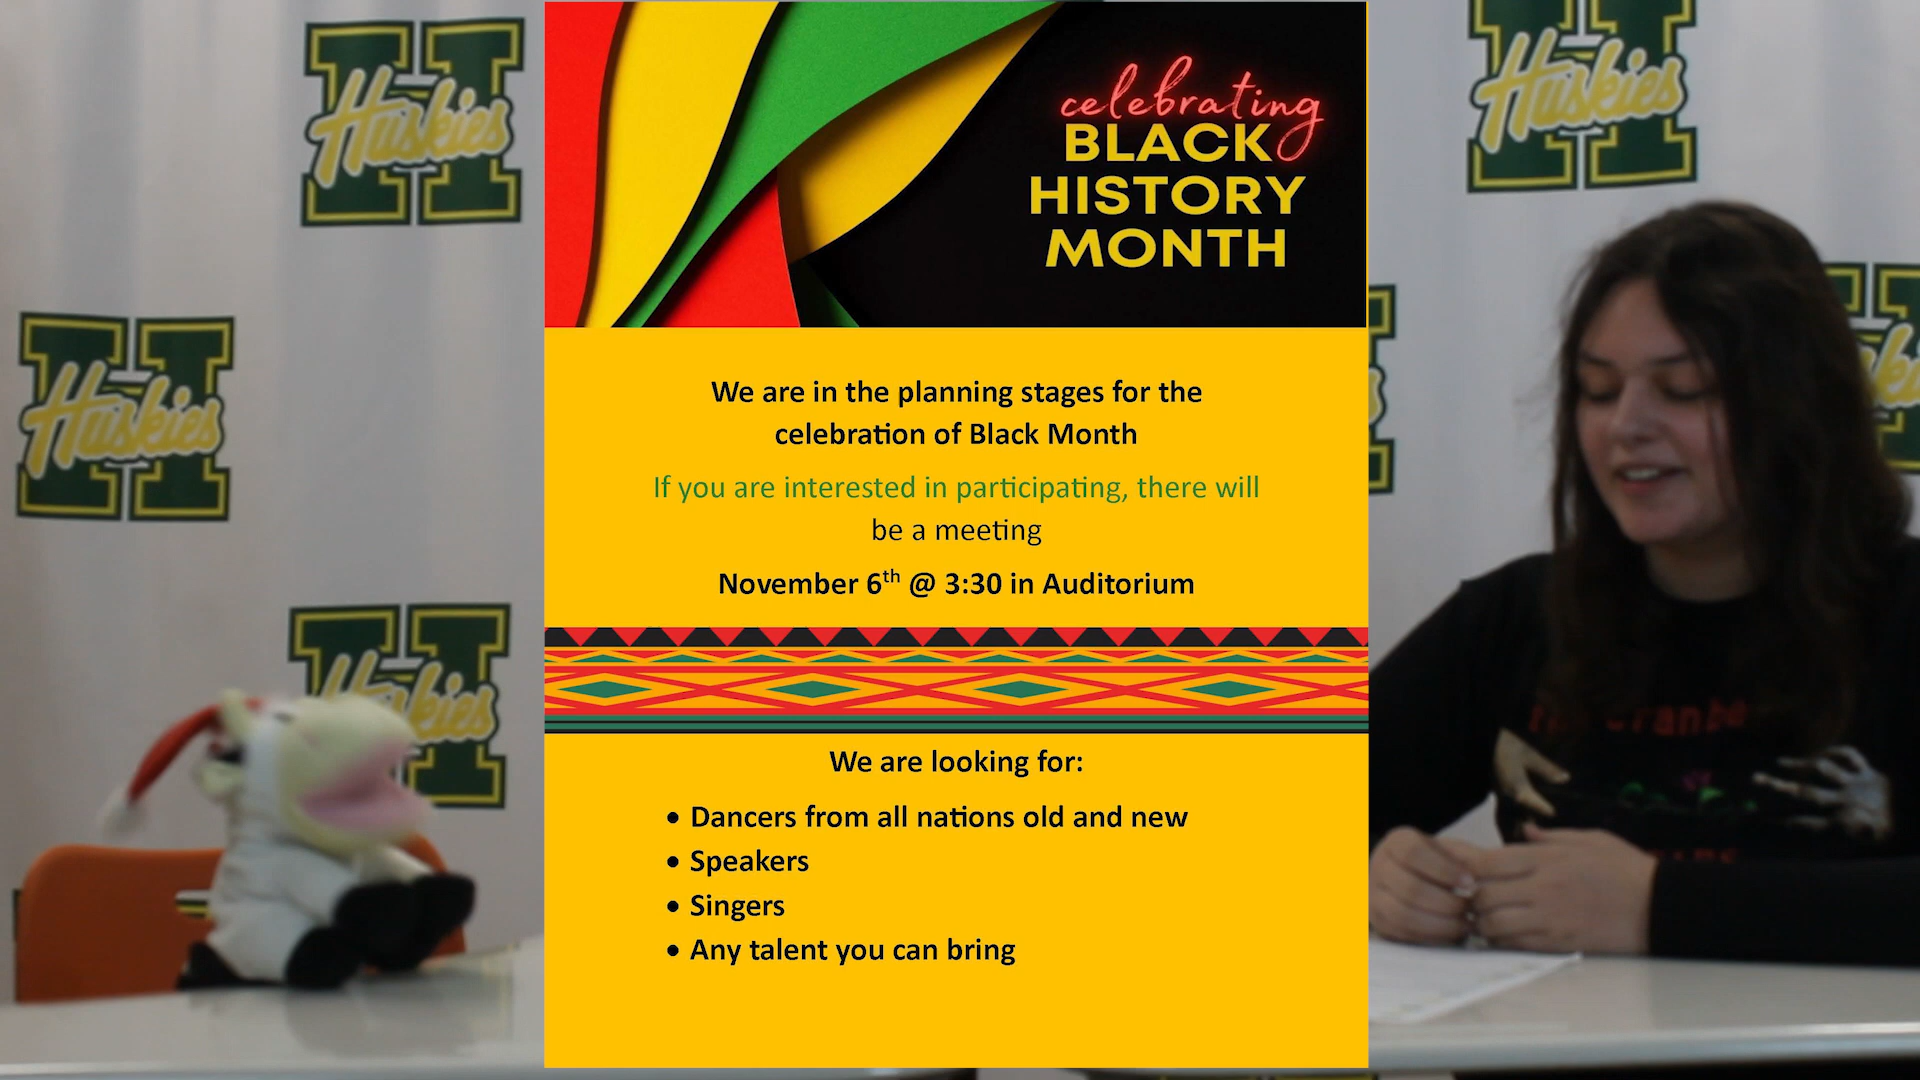 Huskies
Huskies
Huskies
Huskies
celebrating
BLACK
HISTORY
MONTH
We are in the planning stages for the
celebration of Black Month
If you are interested in participating, there will
be a meeting
November 6th @ 3:30 in Auditorium
We are looking for:
• Dancers from all nations old and new
• Speakers
• Singers
• Any talent you can bring